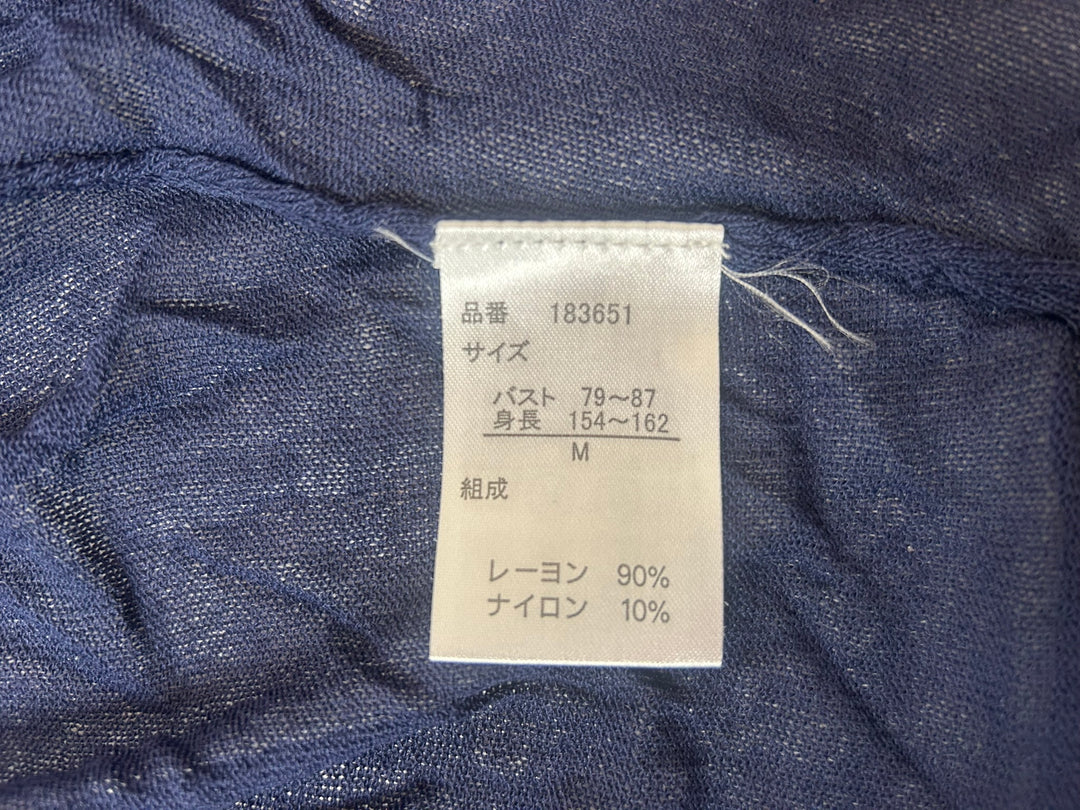 品番 183651
サイズ
バスト 79～87
身長 154～162
M
組成
レーヨン 90%
ナイロン 10%